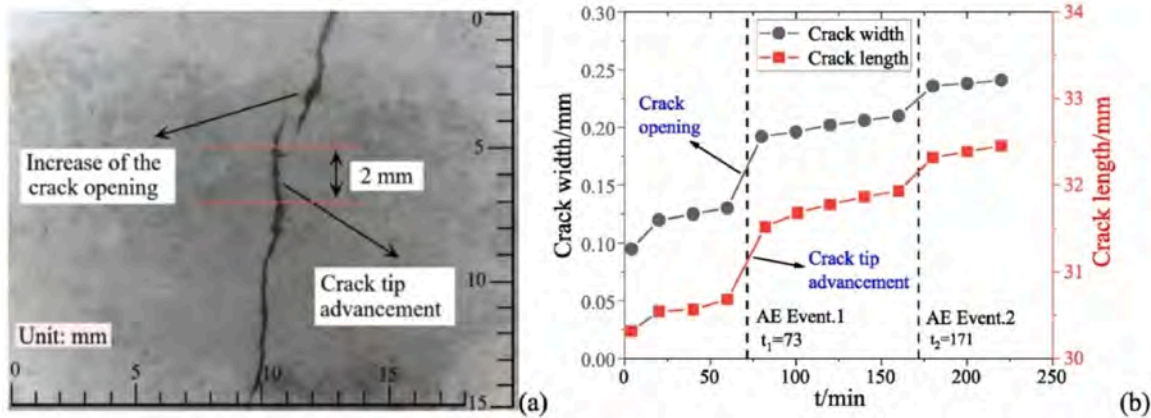 0
Increase of the
crack opening
5
2 mm
10
Crack tip
advancement
Unit: mm
0
5
10
15
15
(a)
0.30
0.25
0.20
0.15
0.10
0.05
0.00
Crack width/mm
Crack width
Crack length
Crack
opening
Crack tip
advancement
AE Event.1
t₁=73
AE Event.2
t₂=171
34
33
32
31
30
Crack length/mm
0
50
100
150
200
250
t/min
(b)